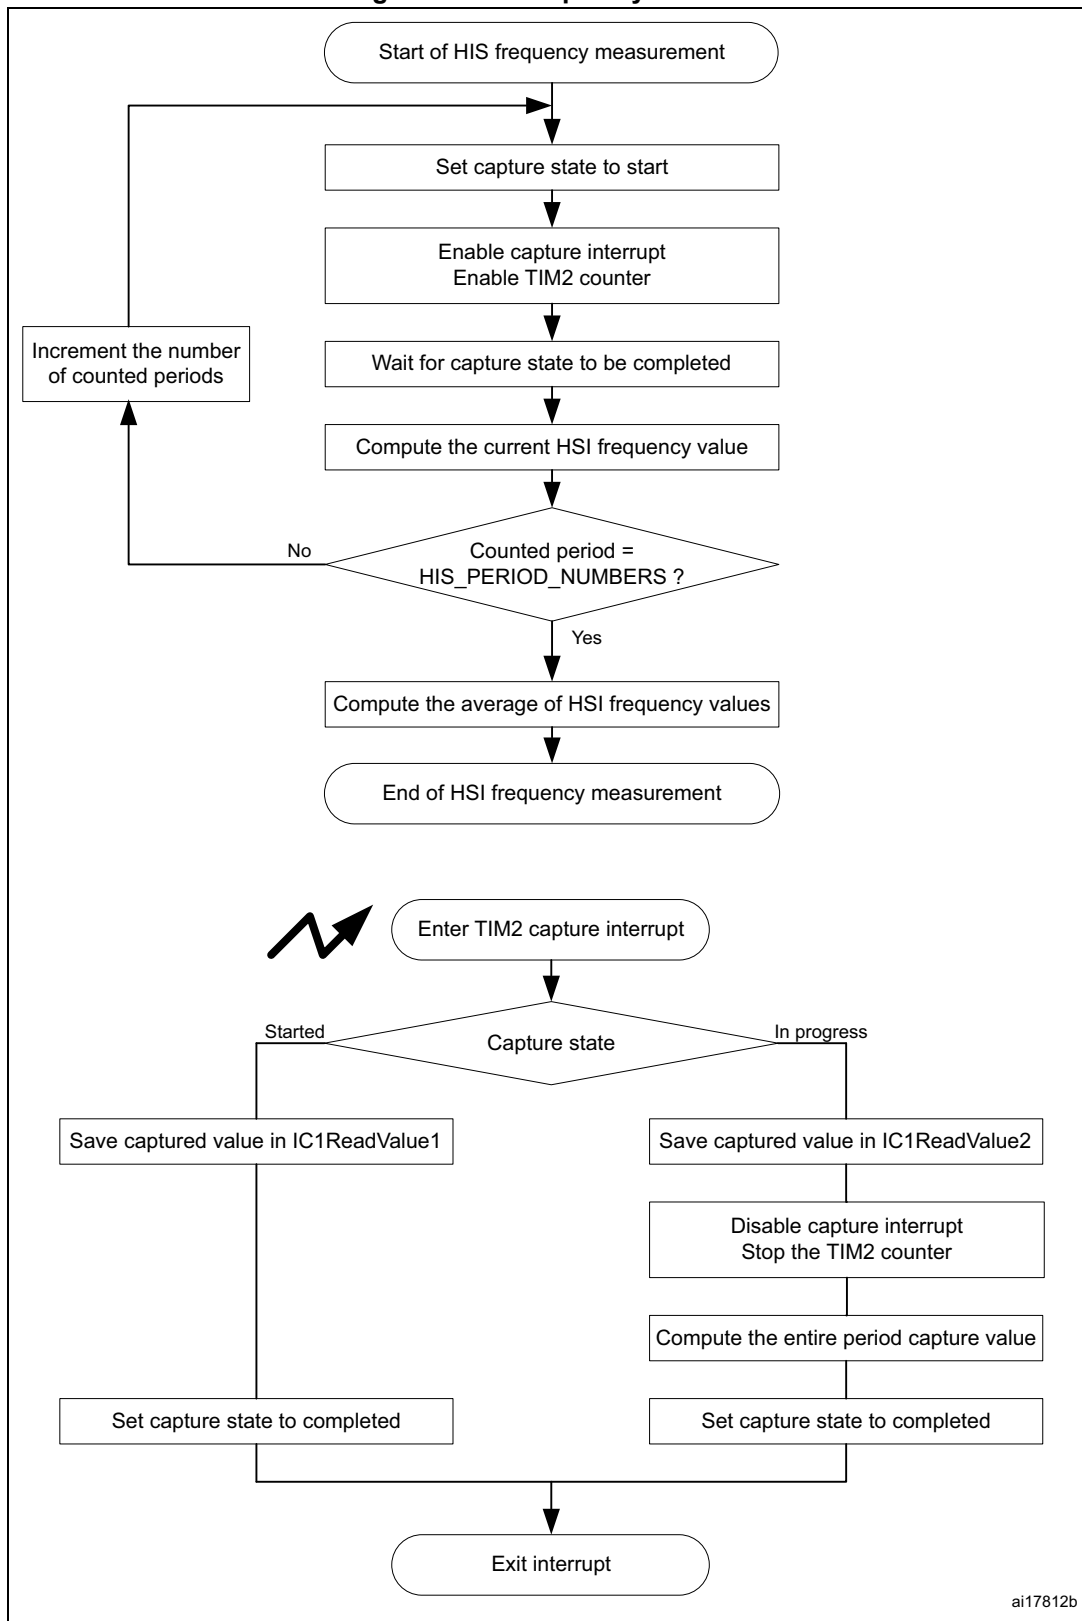 Start of HIS frequency measurement
Set capture state to start
Enable capture interrupt
Enable TIM2 counter
Increment the number
of counted periods
Wait for capture state to be completed
Compute the current HSI frequency value
No
Counted period =
HIS_PERIOD_NUMBERS ?
Yes
Compute the average of HSI frequency values
End of HSI frequency measurement
Enter TIM2 capture interrupt
Started
Capture state
In progress
Save captured value in IC1ReadValue1
Save captured value in IC1ReadValue2
Disable capture interrupt
Stop the TIM2 counter
Compute the entire period capture value
Set capture state to completed
Set capture state to completed
Exit interrupt
ai17812b